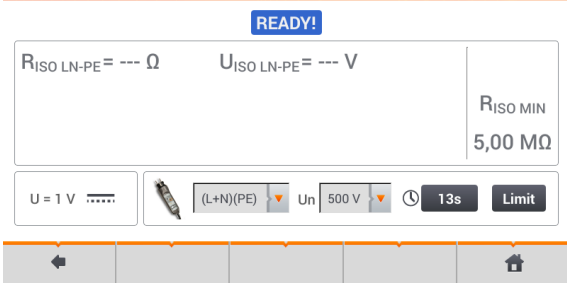 READY!
RISO LN-PE= --- Ω UISO LN-PE= --- V
RISO MIN
5,00 MΩ
U = 1 V (L+N)(PE) Un 500 V 13s Limit